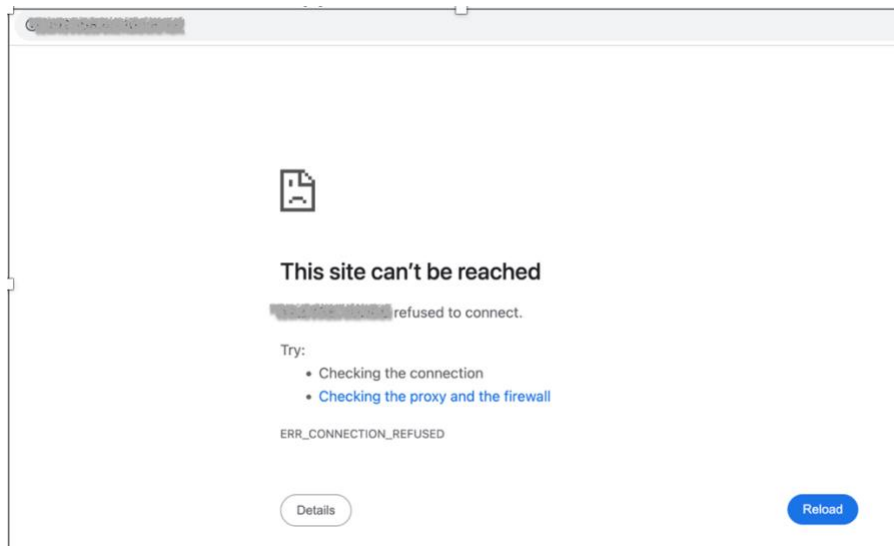 This site can't be reached
refused to connect.
Try:
• Checking the connection
• Checking the proxy and the firewall
ERR_CONNECTION_REFUSED
Details
Reload